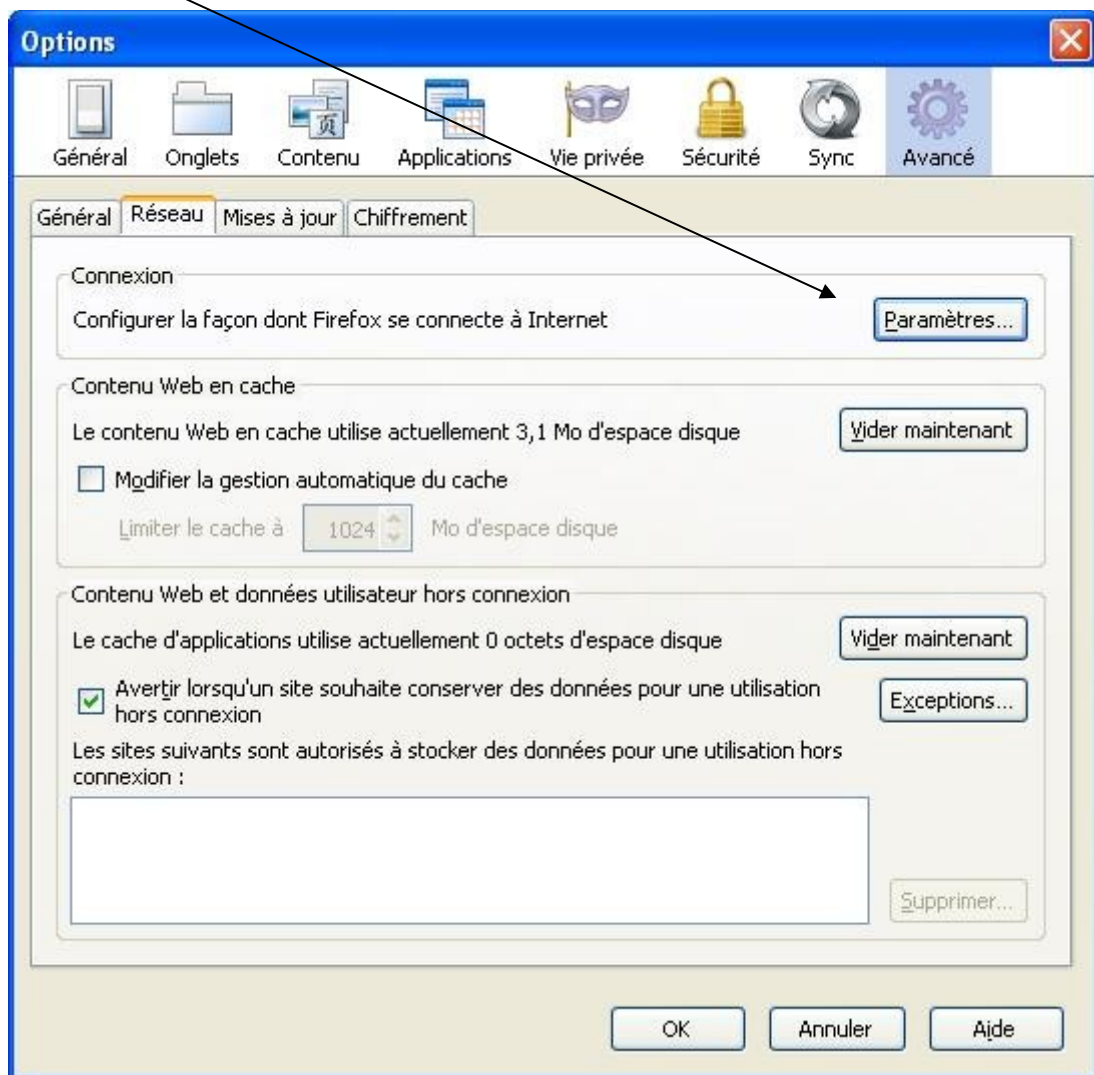 Options
Général Onglets Contenu Applications Vie privée Sécurité Sync Avancé
页
Général Réseau Mises à jour Chiffrement
Connexion
Configurer la façon dont Firefox se connecte à Internet Paramètres...
Contenu Web en cache
Le contenu Web en cache utilise actuellement 3,1 Mo d'espace disque Vider maintenant
Modifier la gestion automatique du cache
Limiter le cache à 1024 Mo d'espace disque
Contenu Web et données utilisateur hors connexion
Le cache d'applications utilise actuellement 0 octets d'espace disque Vider maintenant
Avertir lorsqu'un site souhaite conserver des données pour une utilisation
hors connexion Exceptions...
Les sites suivants sont autorisés à stocker des données pour une utilisation hors
connexion :
Supprimer...
OK Annuler Aide